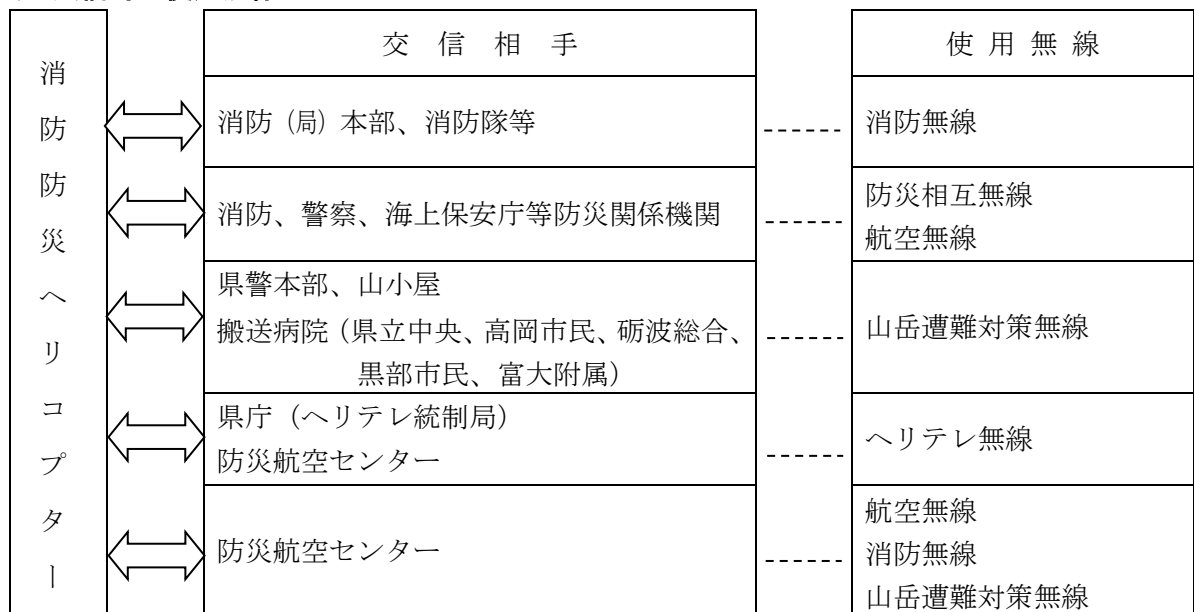 消防防災ヘリコプター
交信相手
使用無線
消防(局)本部、消防隊等
消防無線
消防、警察、海上保安庁等防災関係機関
防災相互無線
航空無線
県警本部、山小屋
搬送病院(県立中央、高岡市民、砺波総合、
黒部市民、富大附属)
山岳遭難対策無線
県庁(ヘリテレ統制局)
防災航空センター
ヘリテレ無線
防災航空センター
航空無線
消防無線
山岳遭難対策無線